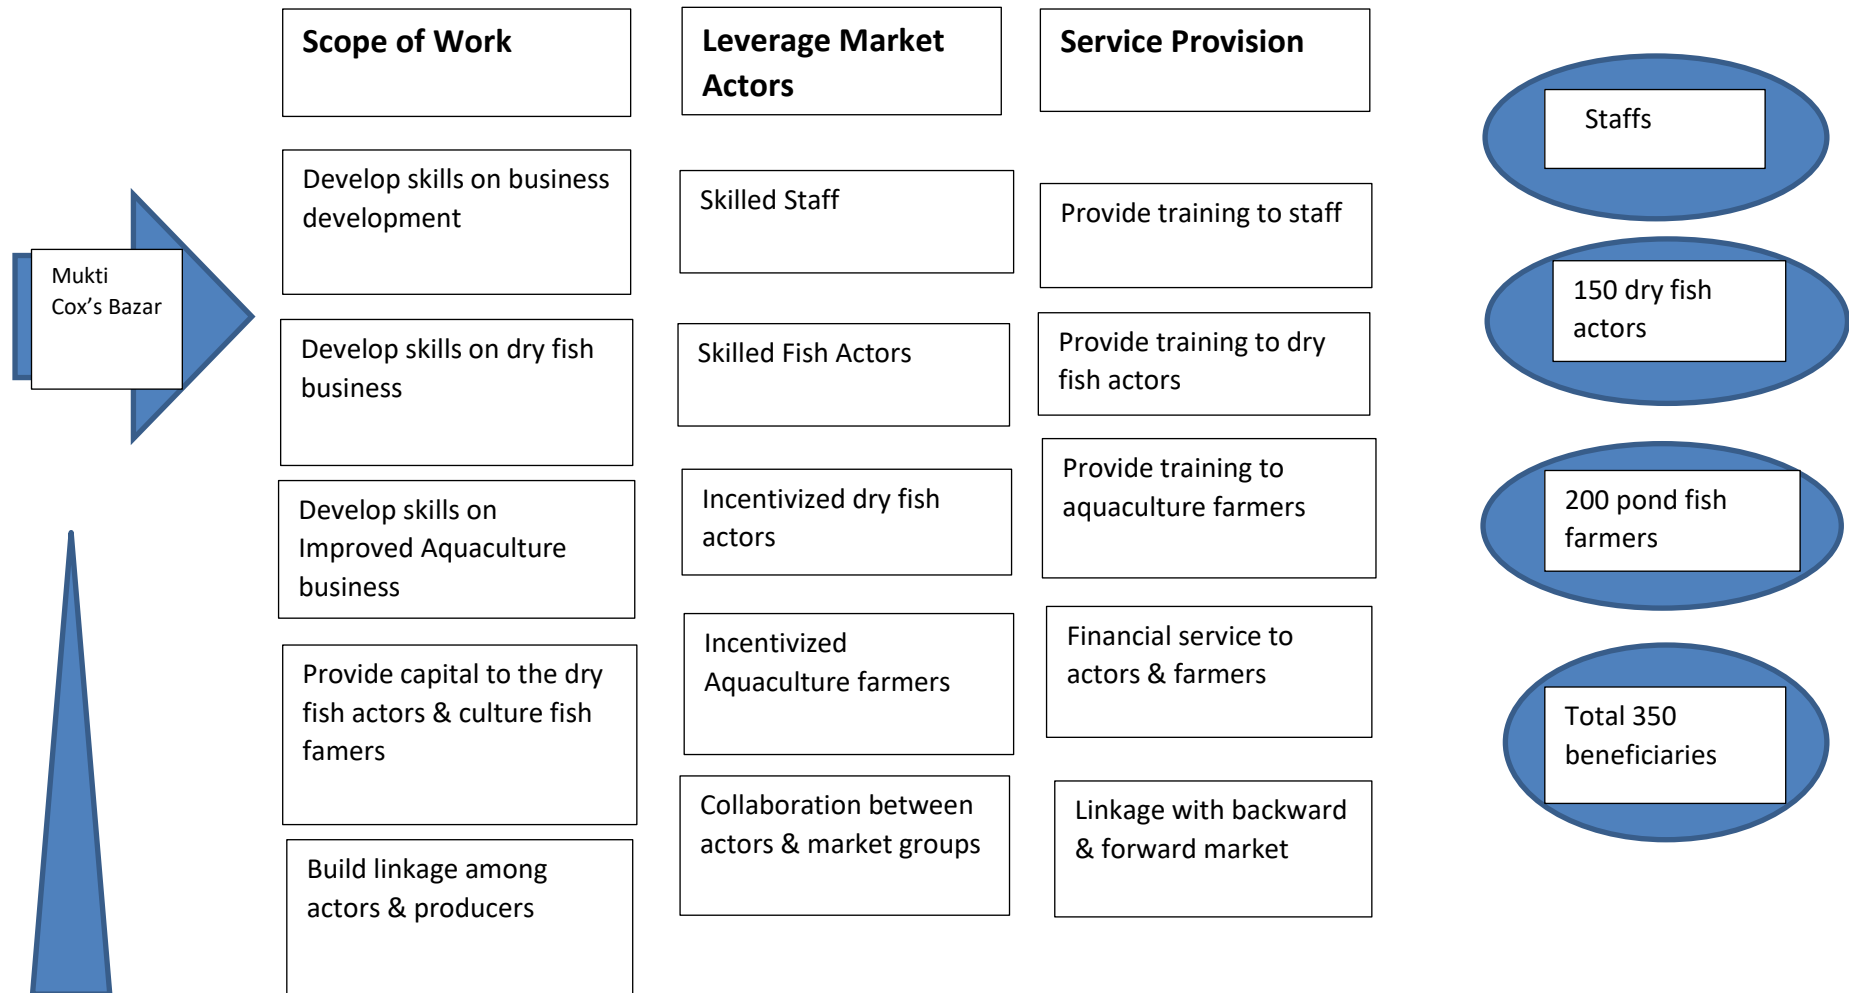 Scope of Work
Leverage Market
Actors
Service Provision
Staffs
Mukti
Cox’s Bazar
Develop skills on business
development
Skilled Staff
Provide training to staff
150 dry fish
actors
Develop skills on dry fish
business
Skilled Fish Actors
Provide training to dry
fish actors
Develop skills on
Improved Aquaculture
business
Incentivized dry fish
actors
Provide training to
aquaculture farmers
200 pond fish
farmers
Provide capital to the dry
fish actors & culture fish
famers
Incentivized
Aquaculture farmers
Financial service to
actors & farmers
Total 350
beneficiaries
Build linkage among
actors & producers
Collaboration between
actors & market groups
Linkage with backward
& forward market